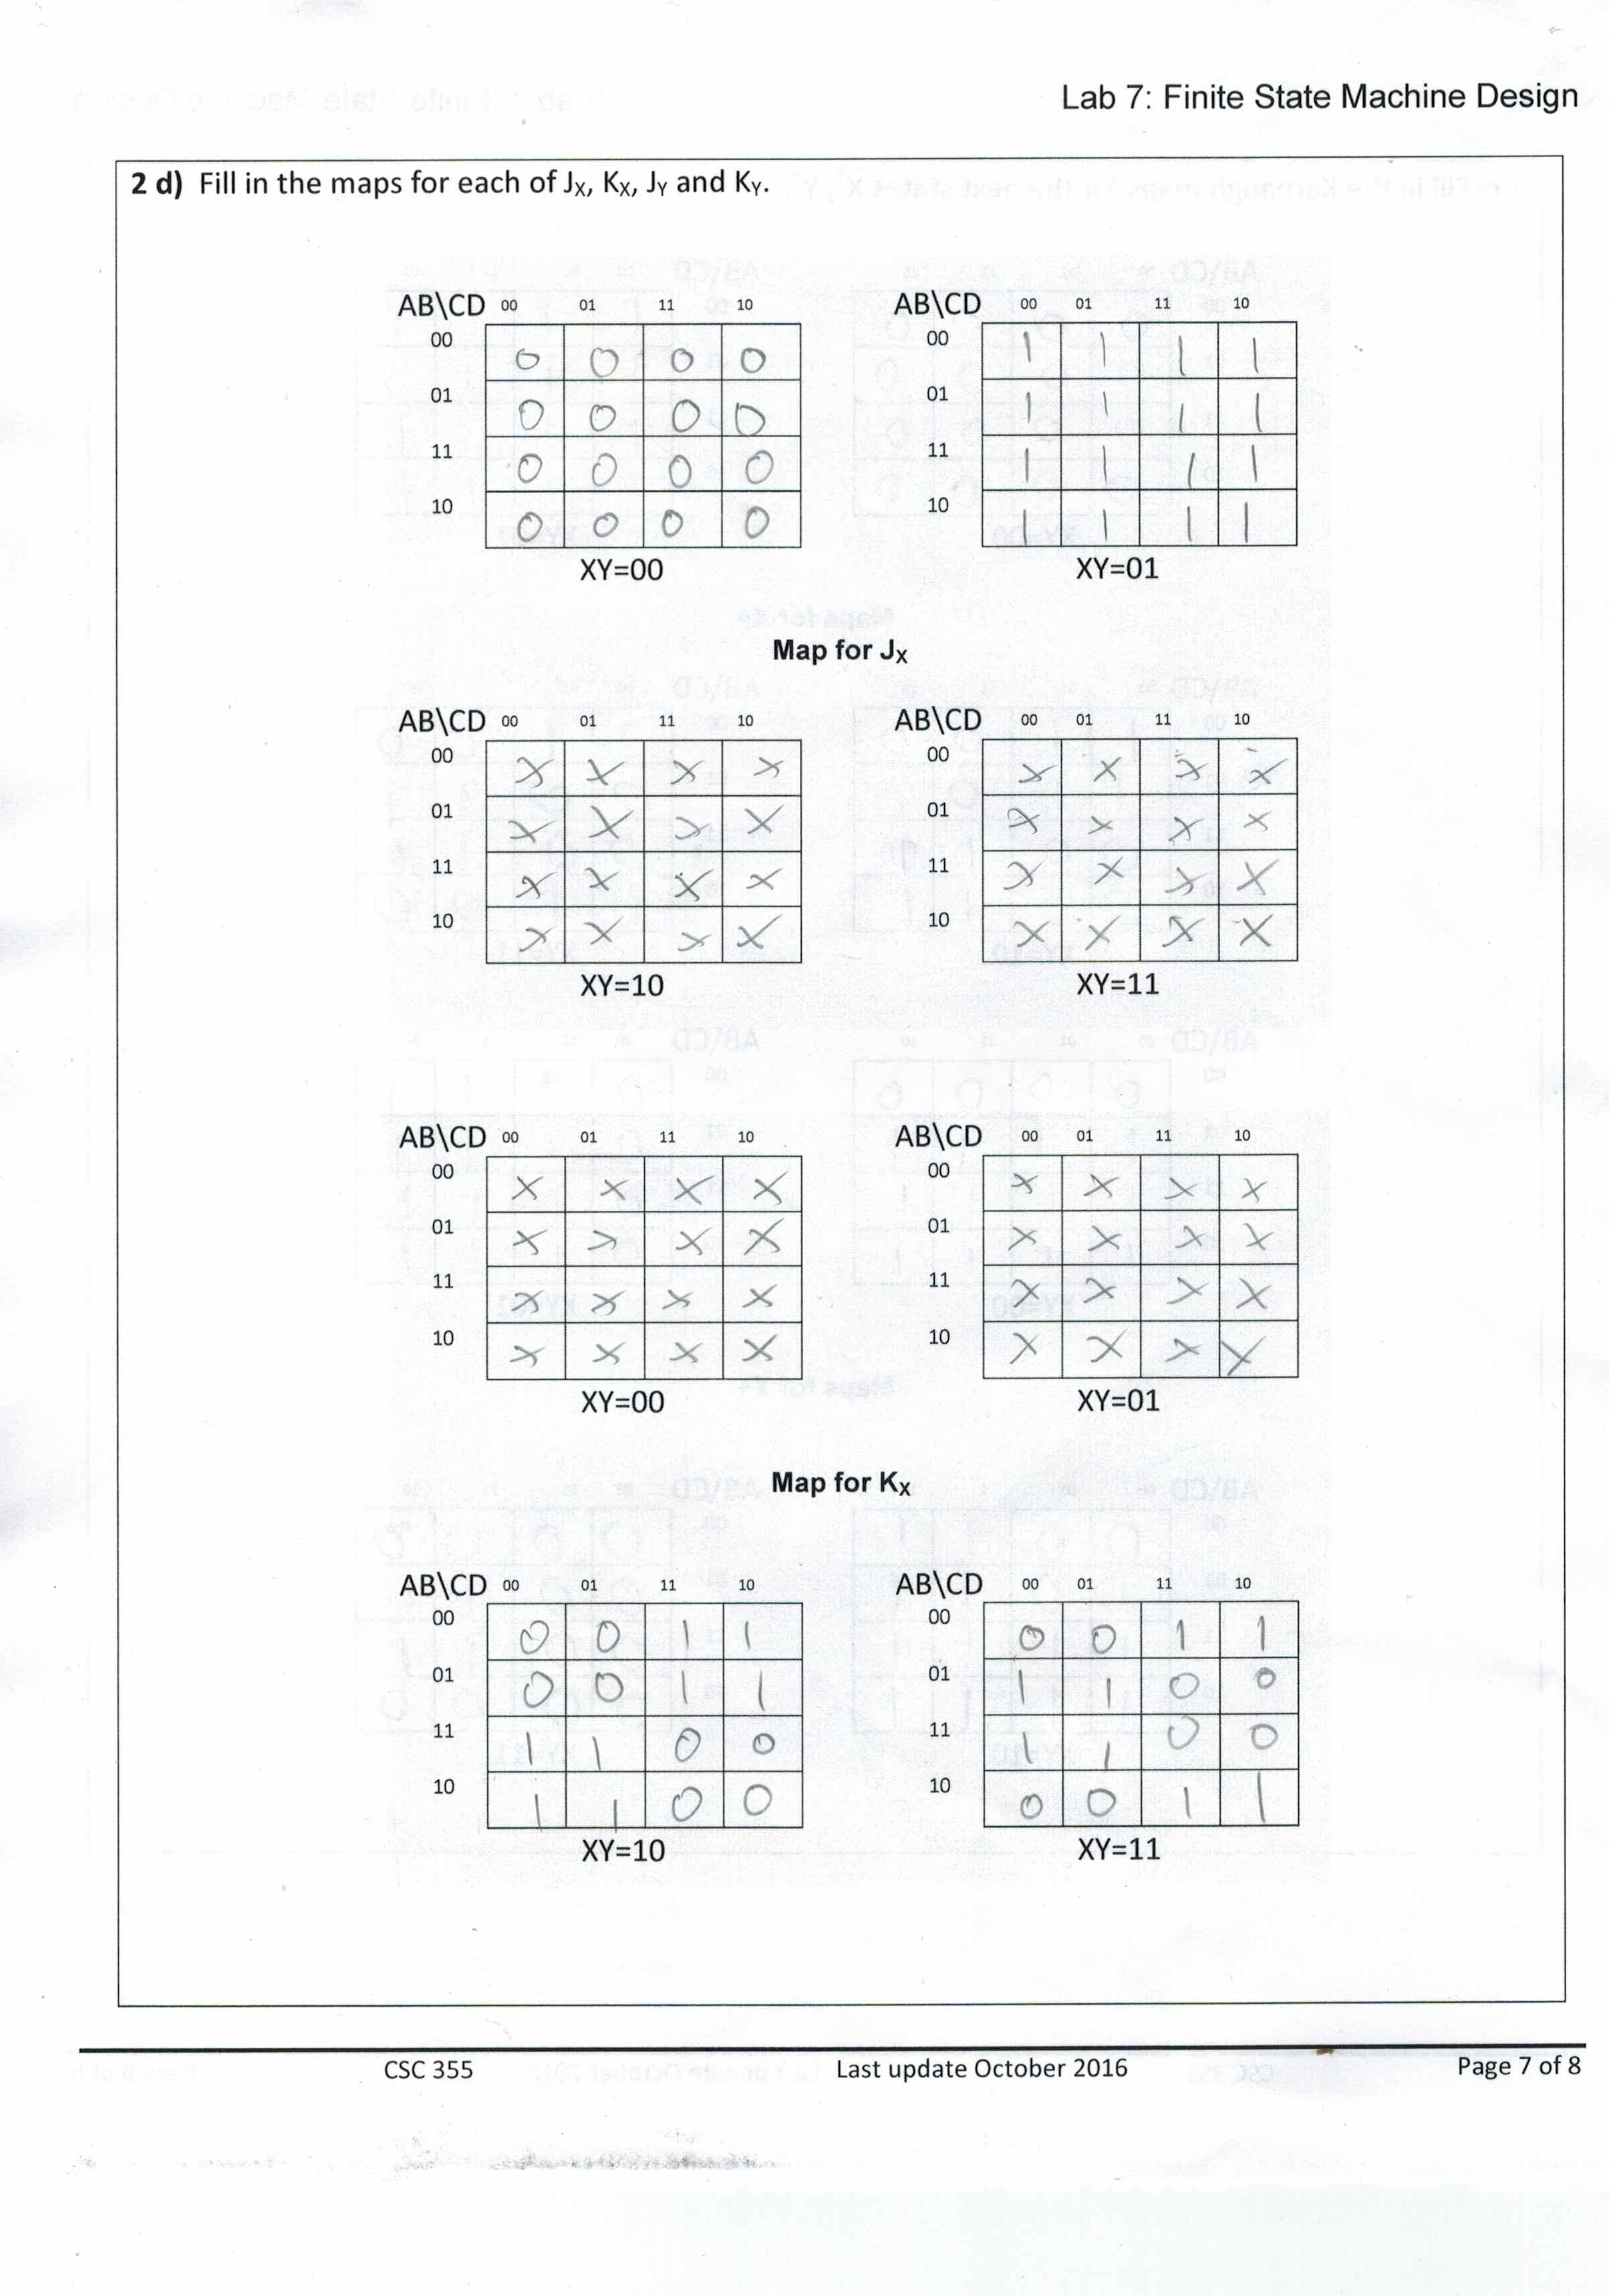 Lab 7: Finite State Machine Design
2 d) Fill in the maps for each of JX, KX, JY and KY.
AB\CD 00 01 11 10
00 0 0 0 0
01 0 0 0 0
11 0 0 0 0
10 0 0 0 0
XY=00
AB\CD 00 01 11 10
00 1 1 1 1
01 1 1 1 1
11 1 1 1 1
10 1 1 1 1
XY=01
Map for JX
AB\CD 00 01 11 10
00 X X X X
01 X X X X
11 X X X X
10 X X X X
XY=10
AB\CD 00 01 11 10
00 X X X X
01 X X X X
11 X X X X
10 X X X X
XY=11
AB\CD 00 01 11 10
00 X X X X
01 X X X X
11 X X X X
10 X X X X
XY=00
AB\CD 00 01 11 10
00 X X X X
01 X X X X
11 X X X X
10 X X X X
XY=01
Map for KX
AB\CD 00 01 11 10
00 0 0 1 1
01 0 0 1 1
11 1 1 0 0
10 1 1 0 0
XY=10
AB\CD 00 01 11 10
00 0 0 1 1
01 1 1 0 0
11 1 1 0 0
10 0 0 1 1
XY=11
CSC 355 Last update October 2016 Page 7 of 8